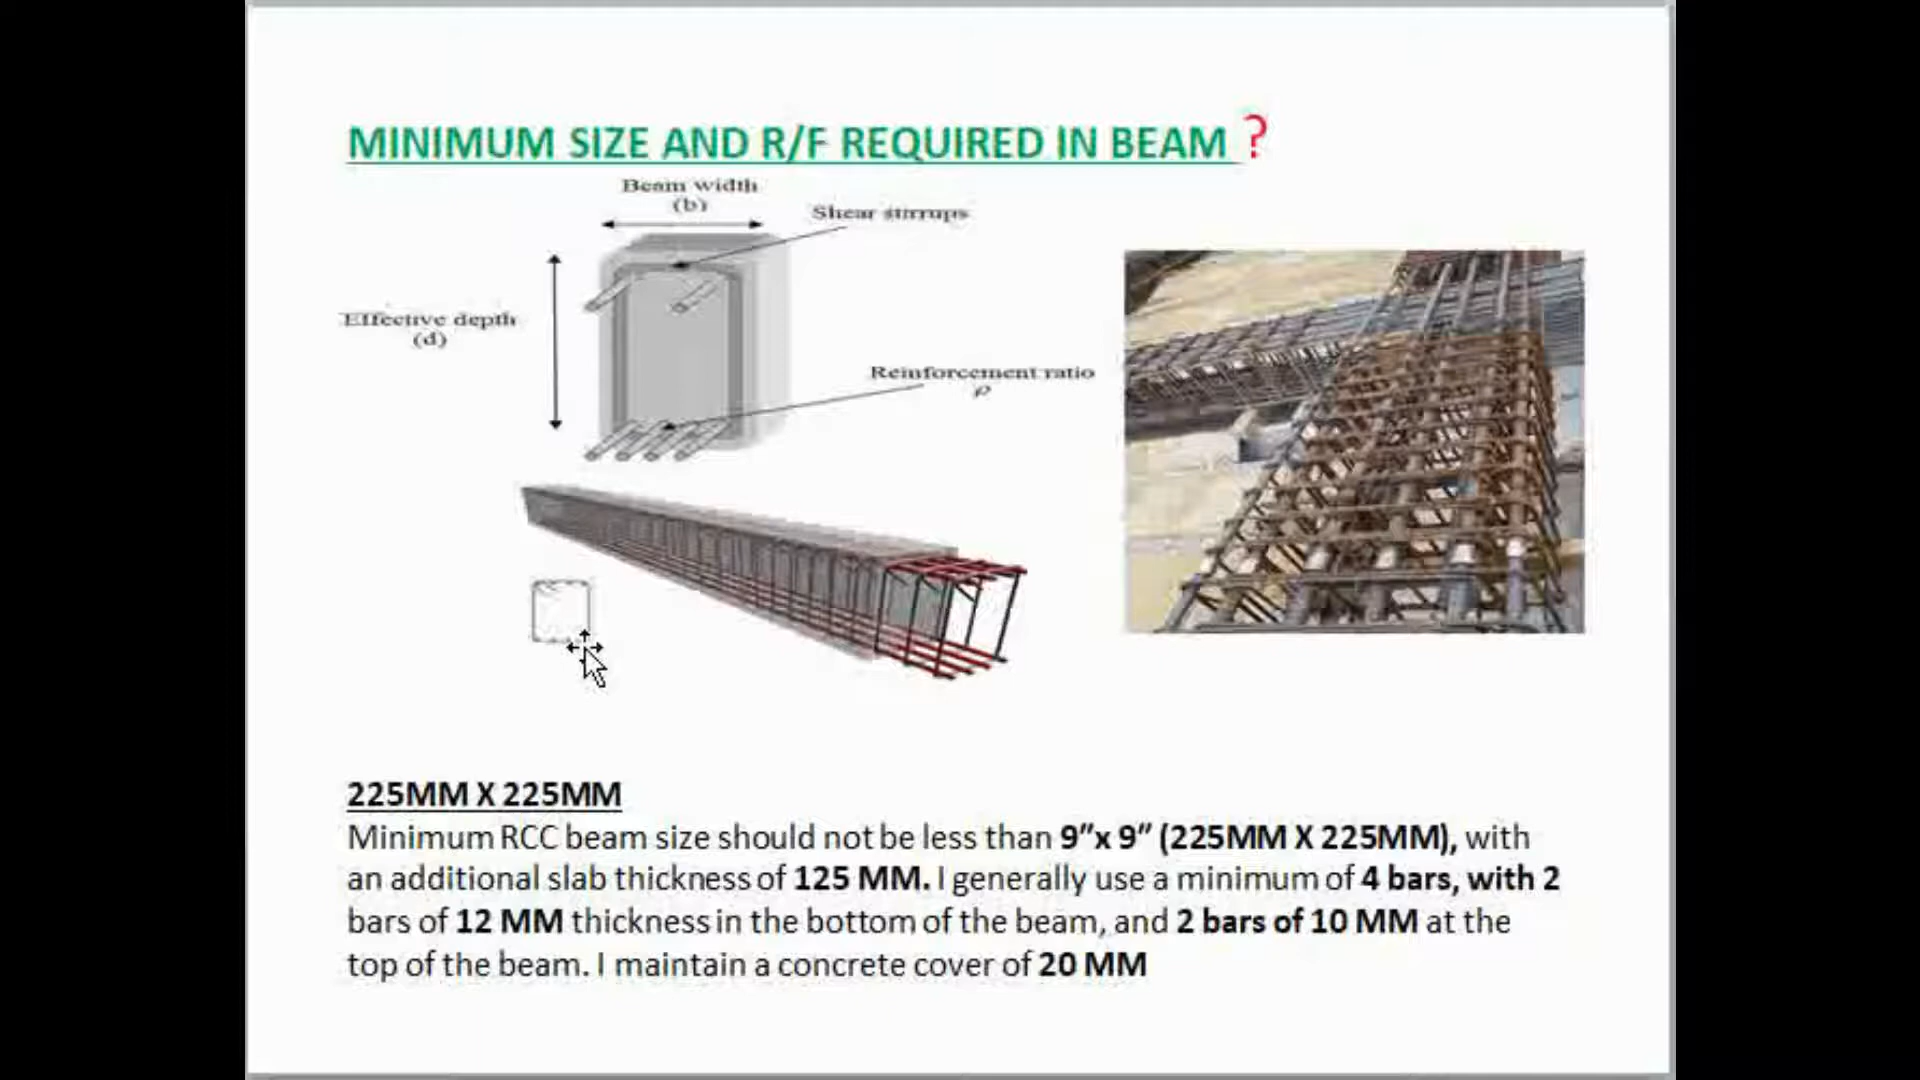 MINIMUM SIZE AND R/F REQUIRED IN BEAM ?
Beam width
(b)
Shear stirrups
Effective depth
(d)
Reinforcement ratio
ρ
225MM X 225MM
Minimum RCC beam size should not be less than 9”x 9” (225MM X 225MM), with
an additional slab thickness of 125 MM. I generally use a minimum of 4 bars, with 2
bars of 12 MM thickness in the bottom of the beam, and 2 bars of 10 MM at the
top of the beam. I maintain a concrete cover of 20 MM